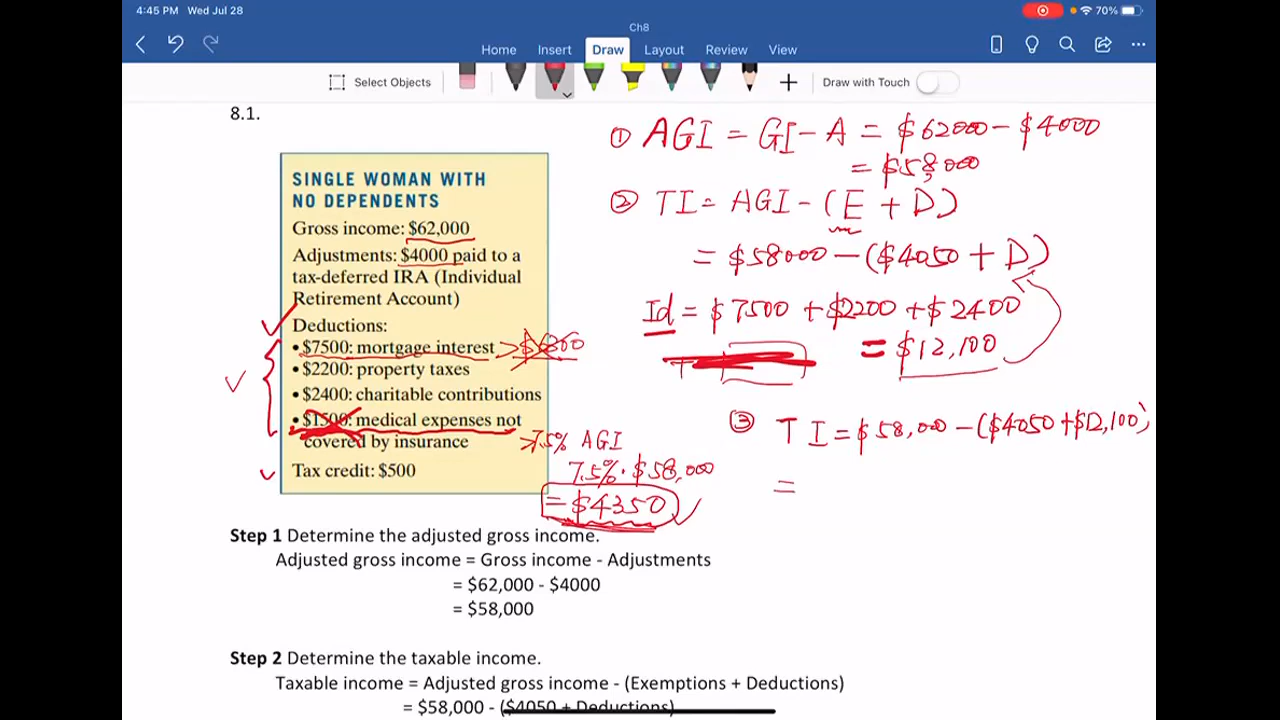 4:45 PM Wed Jul 28
70%
Ch8
Home Insert Draw Layout Review View
Select Objects
Draw with Touch
8.1.
SINGLE WOMAN WITH
NO DEPENDENTS
Gross income: $62,000
Adjustments: $4000 paid to a
tax-deferred IRA (Individual
Retirement Account)
Deductions:
• $7500: mortgage interest
> $6300
• $2200: property taxes
• $2400: charitable contributions
• $1500: medical expenses not
covered by insurance
Tax credit: $500
>7.5% AGI
7.5% · $58,000
= $4350
① AGI = GI - A = $62000 - $4000
= $58,000
② TI = AGI - (E + D)
= $58000 - ($4050 + D)
Id = $7500 + $2200 + $2400
= $12,100
③ TI = $58,000 - ($4050 + $12,100)
=
Step 1 Determine the adjusted gross income.
Adjusted gross income = Gross income - Adjustments
= $62,000 - $4000
= $58,000
Step 2 Determine the taxable income.
Taxable income = Adjusted gross income - (Exemptions + Deductions)
= $58,000 - ($4050 + Deductions)